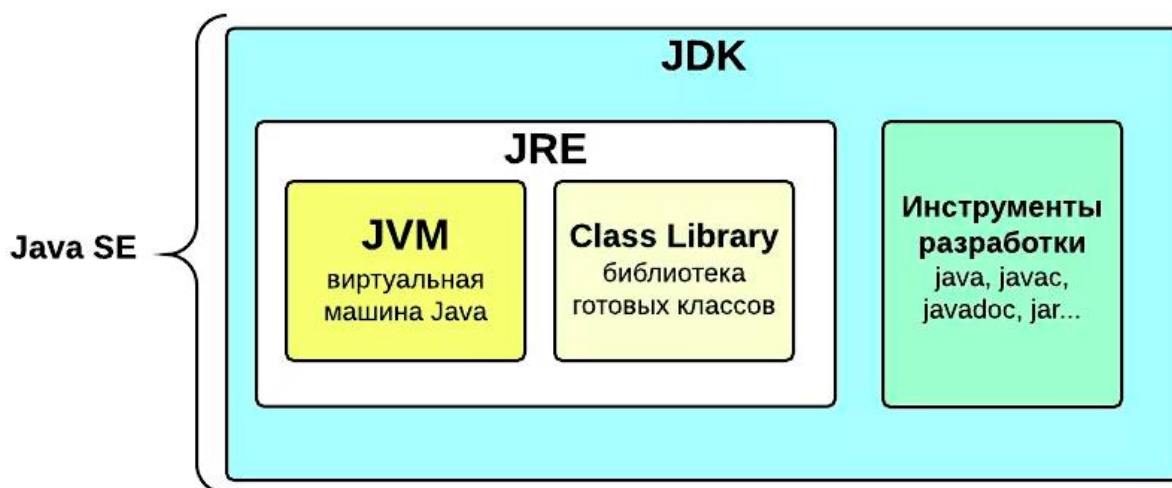 JDK
JRE
Java SE
JVM
виртуальная
машина Java
Class Library
библиотека
готовых классов
Инструменты
разработки
java, javac,
javadoc, jar...